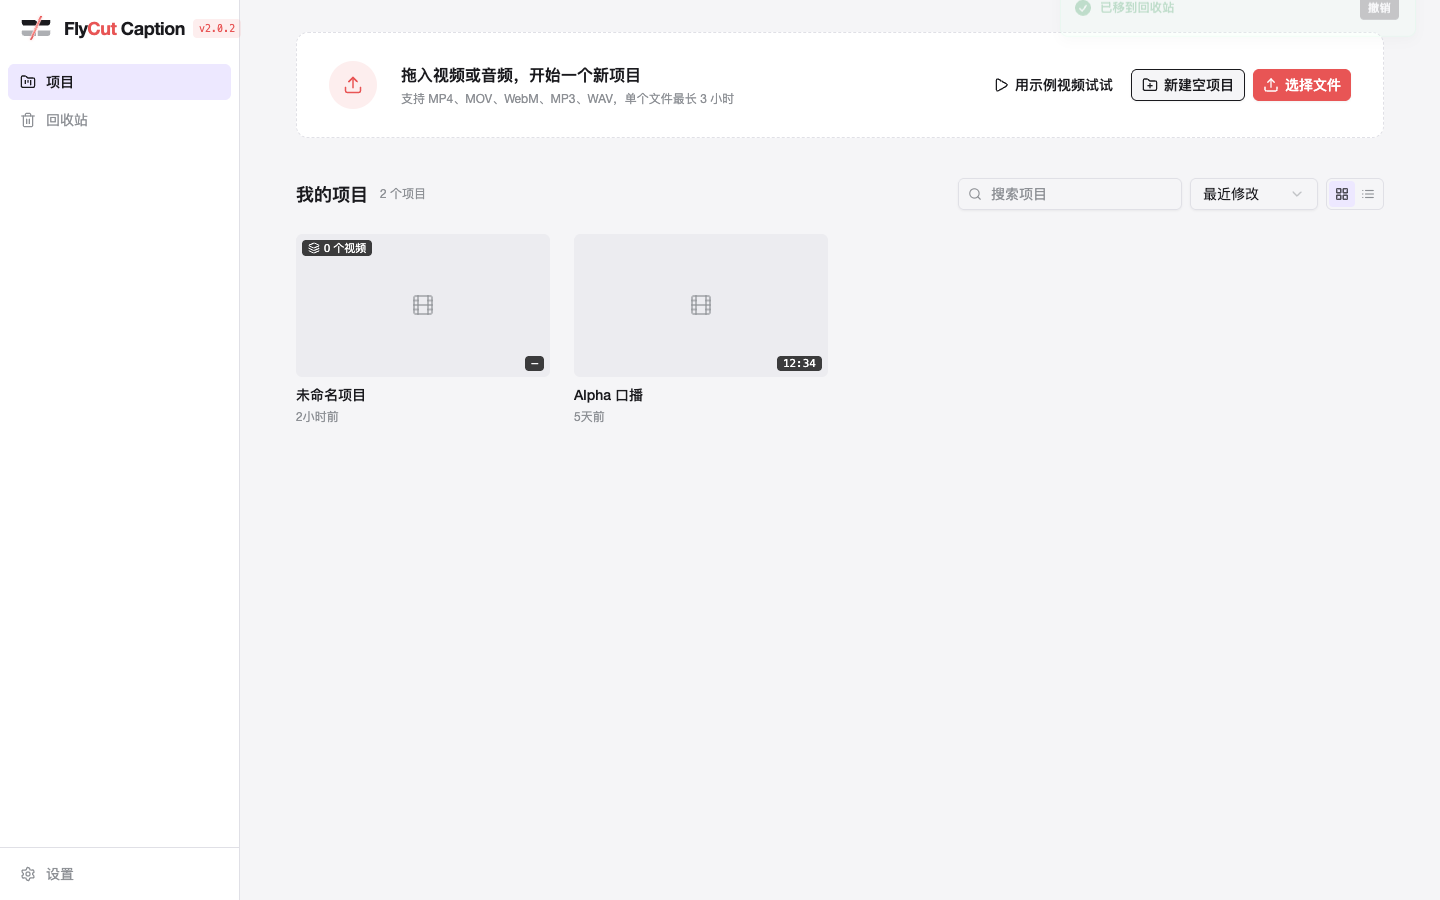 FlyCut Caption v2.0.2
项目
回收站
设置
已移到回收站
撤销
拖入视频或音频，开始一个新项目
支持 MP4、MOV、WebM、MP3、WAV，单个文件最长 3 小时
用示例视频试试
新建空项目
选择文件
我的项目 2 个项目
搜索项目
最近修改
0 个视频
–
12:34
未命名项目
2小时前
Alpha 口播
5天前